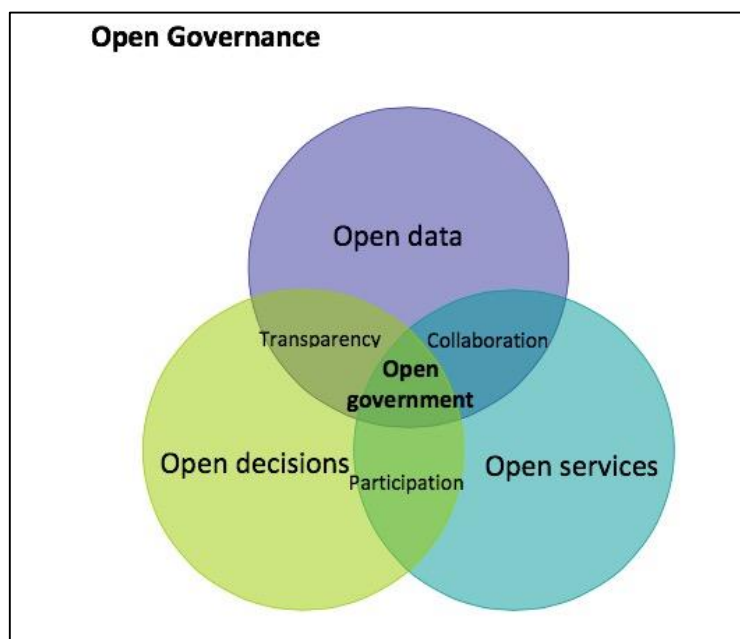 Open Governance
Open data
Transparency
Collaboration
Open
government
Open decisions
Open services
Participation